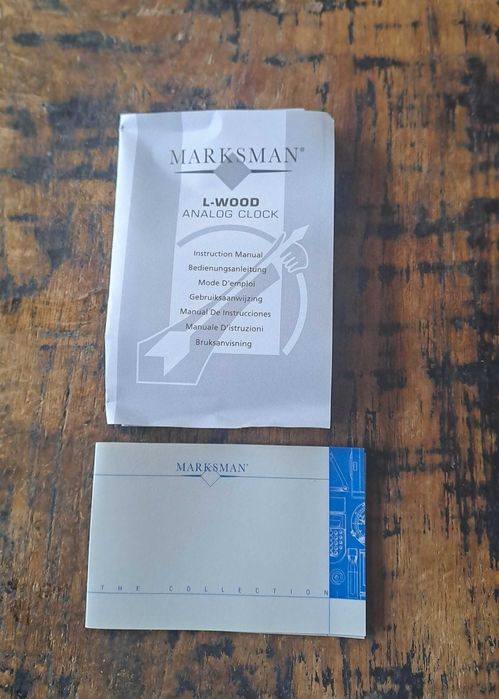 MARKSMAN®
L-WOOD
ANALOG CLOCK
Instruction Manual
Bedienungsanleitung
Mode D'emploi
Gebruiksaanwijzing
Manual De Instrucciones
Manuale D'istruzioni
Bruksanvisning
MARKSMAN®
THE COLLECTION